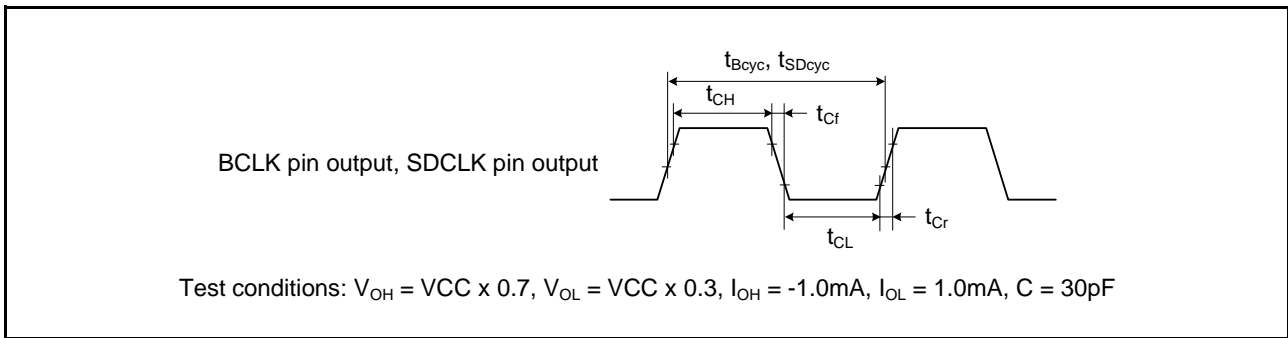 tBcyc, tSDcyc
tCH
tCf
BCLK pin output, SDCLK pin output
tCr
tCL
Test conditions: VOH = VCC x 0.7, VOL = VCC x 0.3, IOH = -1.0mA, IOL = 1.0mA, C = 30pF